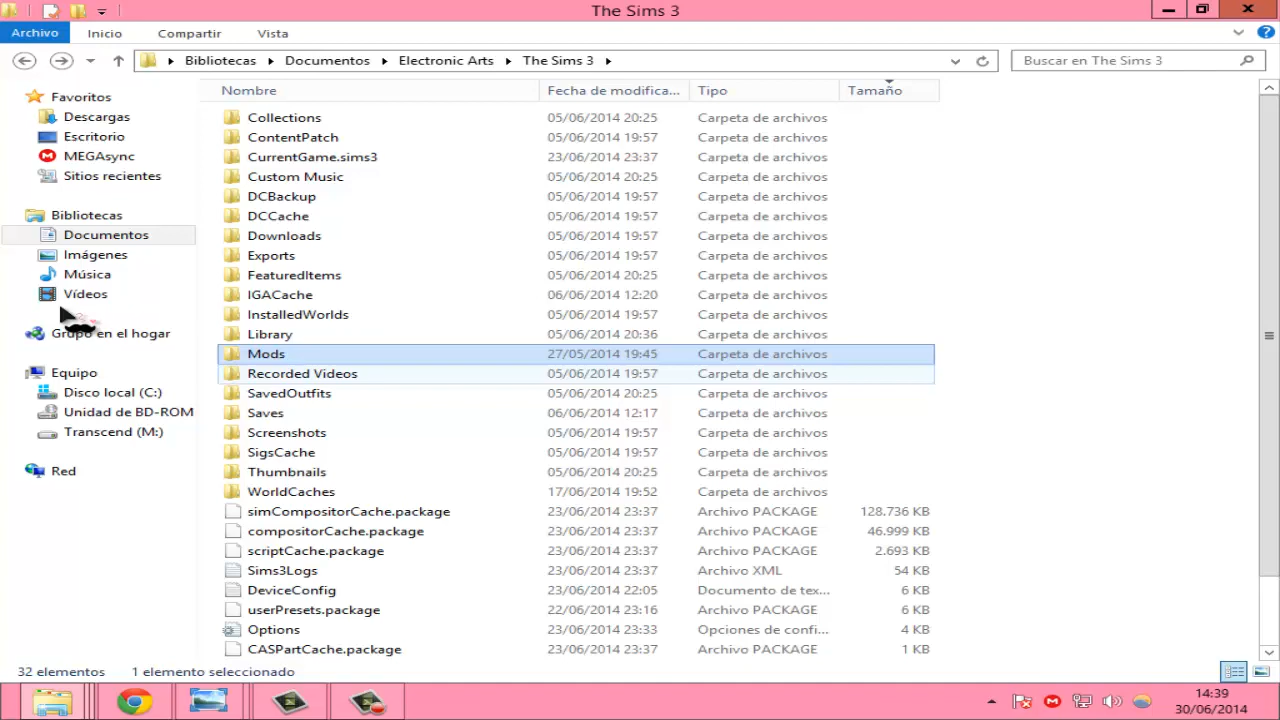 The Sims 3
Archivo Inicio Compartir Vista
Bibliotecas Documentos Electronic Arts The Sims 3
Buscar en The Sims 3
Nombre Fecha de modifica... Tipo Tamaño
Favoritos
Descargas
Escritorio
MEGAsync
Sitios recientes
Bibliotecas
Documentos
Imágenes
Música
Vídeos
Grupo en el hogar
Equipo
Disco local (C:)
Unidad de BD-ROM
Transcend (M:)
Red
Collections 05/06/2014 20:25 Carpeta de archivos
ContentPatch 05/06/2014 19:57 Carpeta de archivos
CurrentGame.sims3 23/06/2014 23:37 Carpeta de archivos
Custom Music 05/06/2014 20:25 Carpeta de archivos
DCBackup 05/06/2014 19:57 Carpeta de archivos
DCCache 05/06/2014 19:57 Carpeta de archivos
Downloads 05/06/2014 19:57 Carpeta de archivos
Exports 05/06/2014 19:57 Carpeta de archivos
FeaturedItems 05/06/2014 20:25 Carpeta de archivos
IGACache 06/06/2014 12:20 Carpeta de archivos
InstalledWorlds 05/06/2014 19:57 Carpeta de archivos
Library 05/06/2014 20:36 Carpeta de archivos
Mods 27/05/2014 19:45 Carpeta de archivos
Recorded Videos 05/06/2014 19:57 Carpeta de archivos
SavedOutfits 05/06/2014 20:25 Carpeta de archivos
Saves 06/06/2014 12:17 Carpeta de archivos
Screenshots 05/06/2014 19:57 Carpeta de archivos
SigsCache 05/06/2014 19:57 Carpeta de archivos
Thumbnails 05/06/2014 20:25 Carpeta de archivos
WorldCaches 17/06/2014 19:52 Carpeta de archivos
simCompositorCache.package 23/06/2014 23:37 Archivo PACKAGE 128.736 KB
compositorCache.package 23/06/2014 23:37 Archivo PACKAGE 46.999 KB
scriptCache.package 23/06/2014 23:37 Archivo PACKAGE 2.693 KB
Sims3Logs 23/06/2014 23:37 Archivo XML 54 KB
DeviceConfig 23/06/2014 22:05 Documento de tex... 6 KB
userPresets.package 22/06/2014 23:16 Archivo PACKAGE 6 KB
Options 23/06/2014 23:33 Opciones de confi... 4 KB
CASPartCache.package 23/06/2014 23:37 Archivo PACKAGE 1 KB
32 elementos 1 elemento seleccionado
14:39
30/06/2014